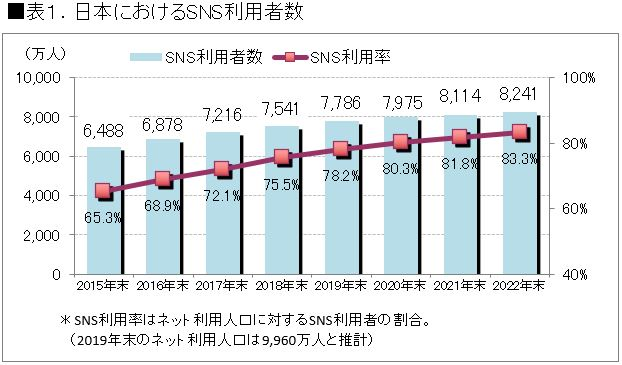 ■表１．日本におけるSNS利用者数
(万人)
SNS利用者数 SNS利用率
10,000 100%
8,000 80%
6,000 60%
4,000 40%
2,000
0
6,488 6,878 7,216 7,541 7,786 7,975 8,114 8,241
65.3% 68.9% 72.1% 75.5% 78.2% 80.3% 81.8% 83.3%
2015年末 2016年末 2017年末 2018年末 2019年末 2020年末 2021年末 2022年末
＊SNS利用率はネット利用人口に対するSNS利用者の割合。
（2019年末のネット利用人口は9,960万人と推計）